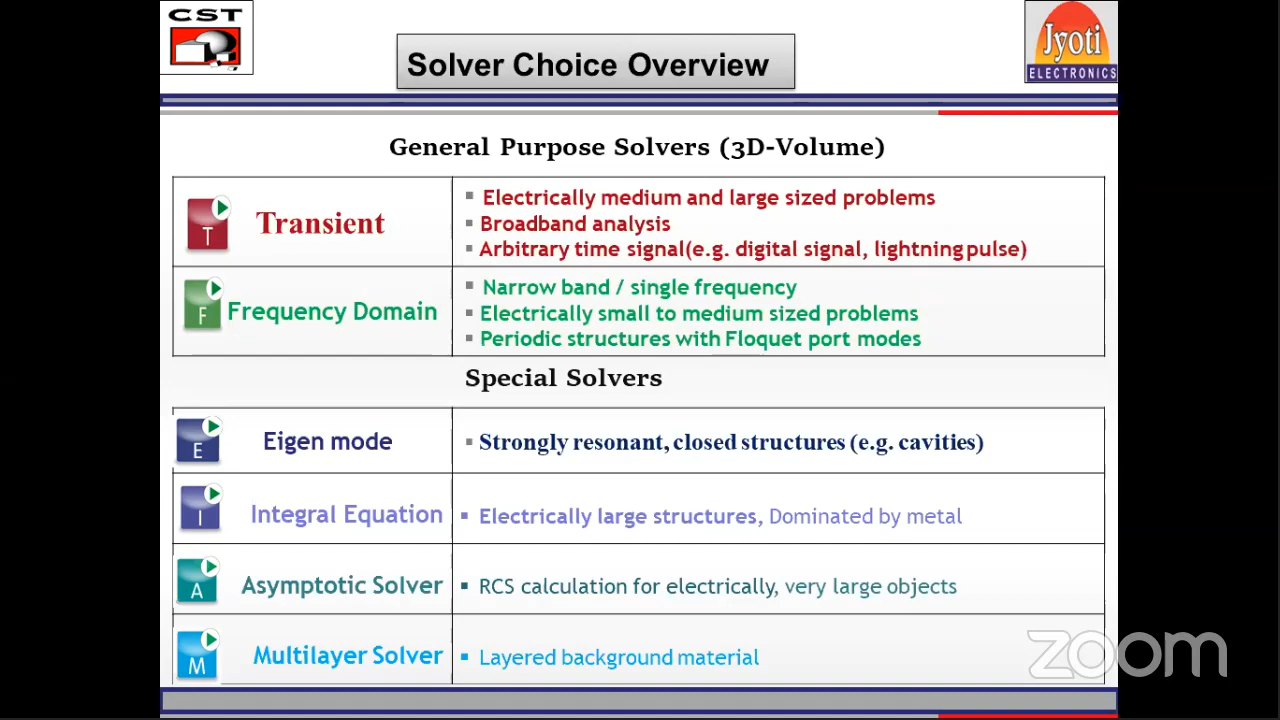 CST
Solver Choice Overview
Jyoti
ELECTRONICS
General Purpose Solvers (3D-Volume)
T
Transient
▪ Electrically medium and large sized problems
▪ Broadband analysis
▪ Arbitrary time signal(e.g. digital signal, lightning pulse)
F
Frequency Domain
▪ Narrow band / single frequency
▪ Electrically small to medium sized problems
▪ Periodic structures with Floquet port modes
Special Solvers
E
Eigen mode
▪ Strongly resonant, closed structures (e.g. cavities)
I
Integral Equation
▪ Electrically large structures, Dominated by metal
A
Asymptotic Solver
▪ RCS calculation for electrically, very large objects
M
Multilayer Solver
▪ Layered background material
zoom